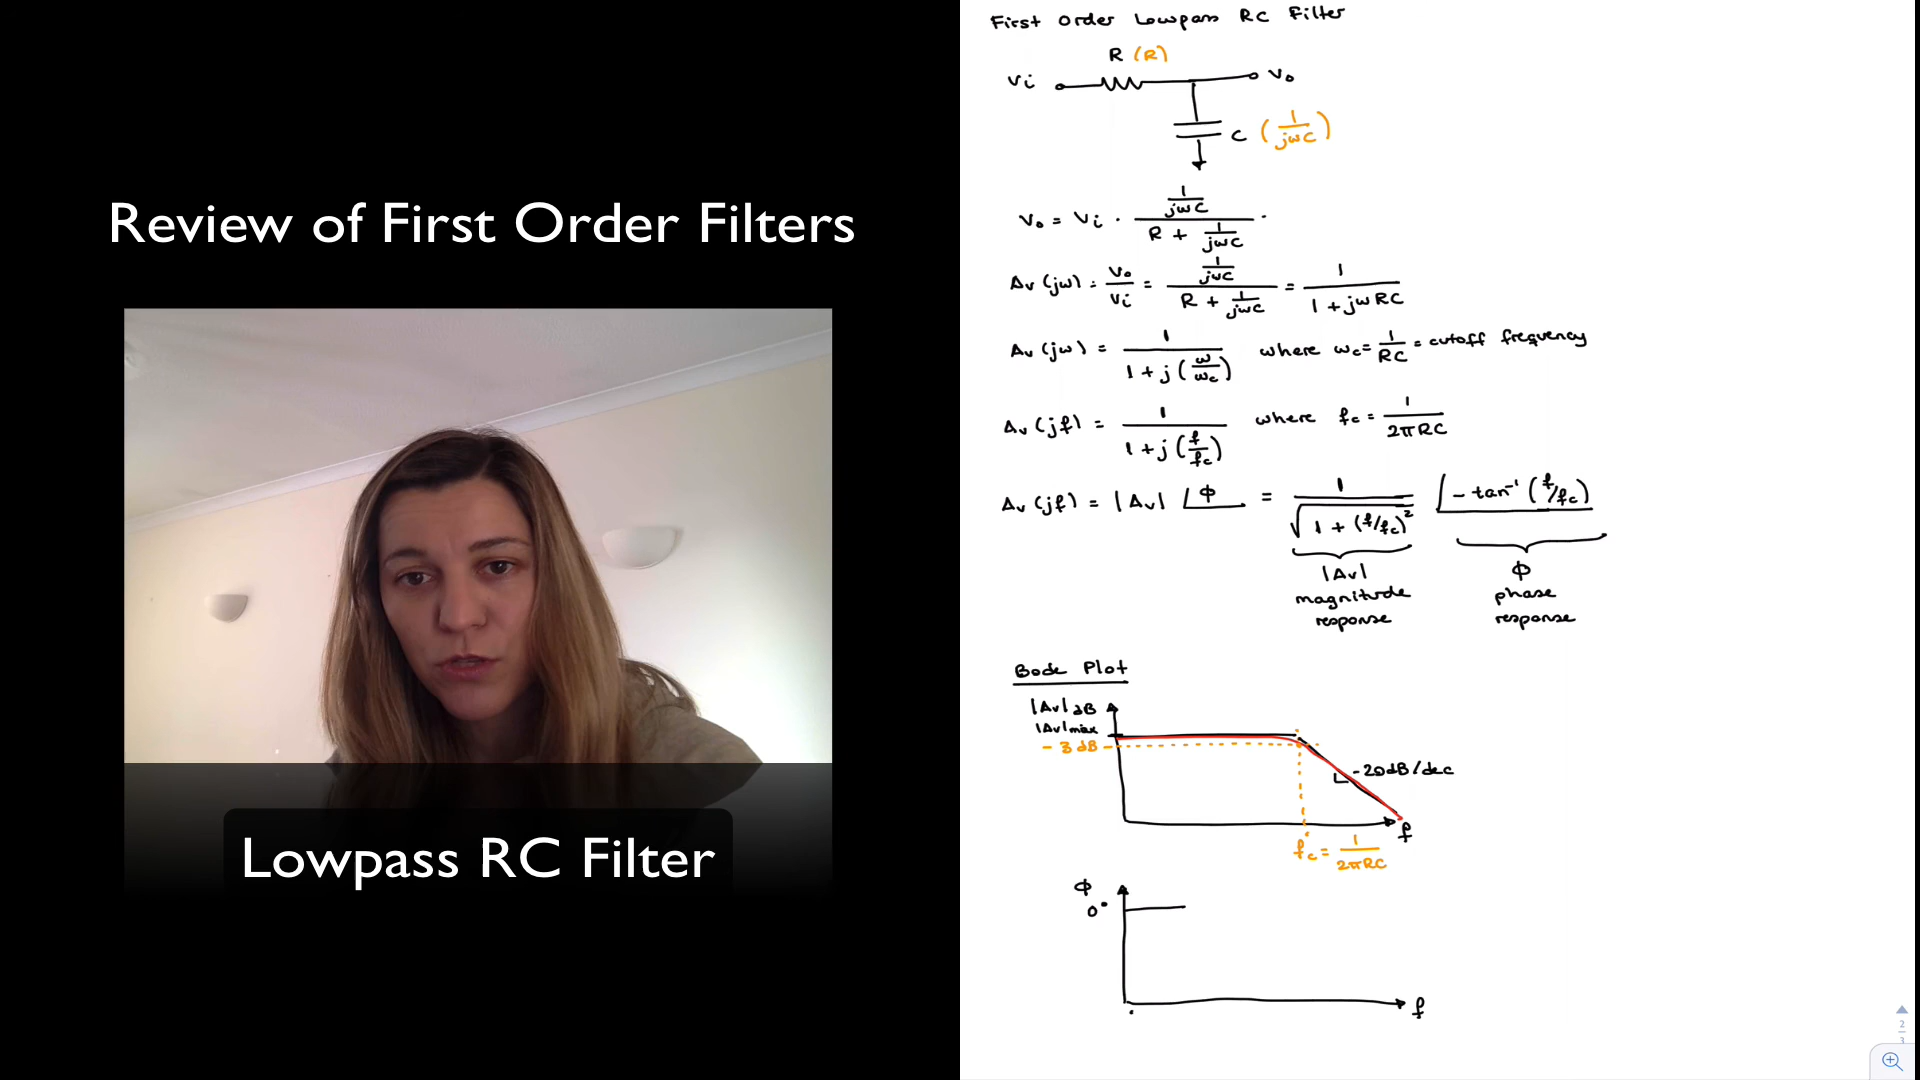 Review of First Order Filters
Lowpass RC Filter
First Order Lowpass RC Filter
R (R)
Vi
Vo
C (1/jωC)
Vo = Vi · (1/jωC) / (R + 1/jωC) .
Av (jω) = Vo/Vi = (1/jωC) / (R + 1/jωC) = 1 / (1 + jωRC)
Av (jω) = 1 / (1 + j (ω/ωc)) where ωc = 1/RC = cutoff frequency
Av (jf) = 1 / (1 + j (f/fc)) where fc = 1/2πRC
Av (jf) = |Av| ∠Φ = 1 / √(1 + (f/fc)²) ∠-tan⁻¹ (f/fc)
|Av| Φ
magnitude phase
response response
Bode Plot
|Av| dB
|Av|max
- 3 dB
-20dB/dec
f
fc = 1/2πRC
Φ
0°
f
2
3